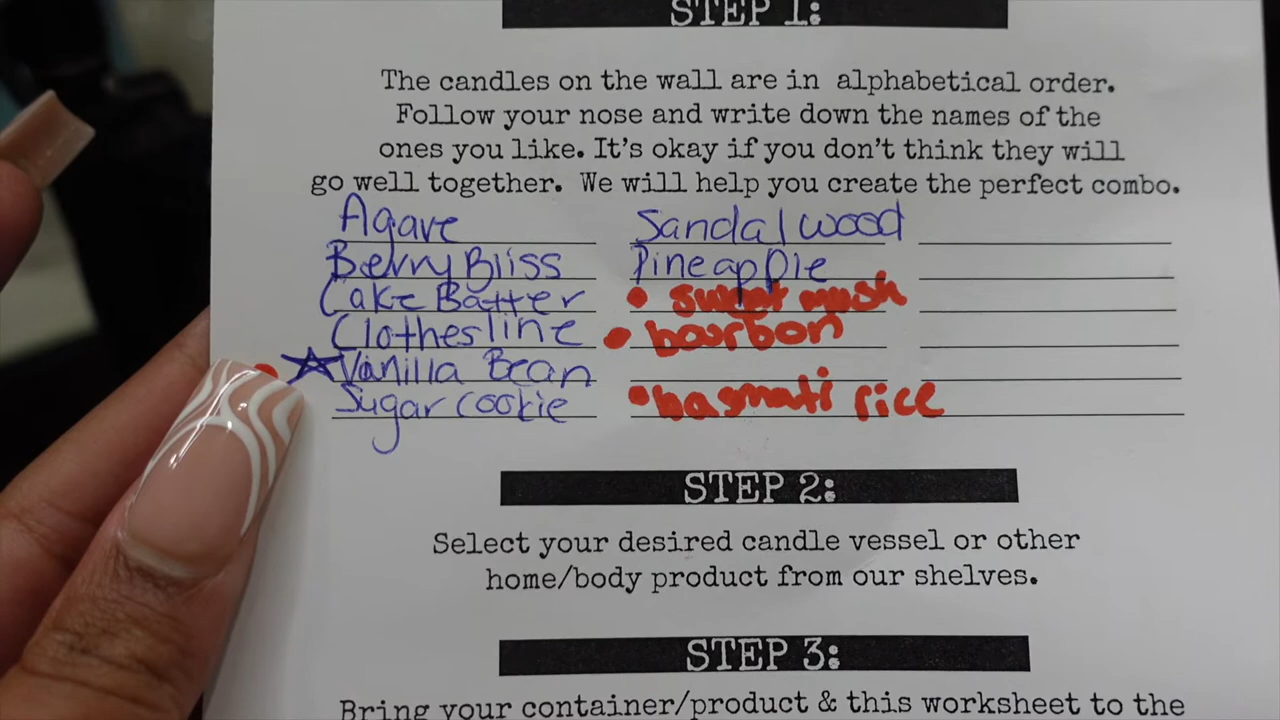 STEP 1:
The candles on the wall are in alphabetical order.
Follow your nose and write down the names of the
ones you like. It's okay if you don't think they will
go well together. We will help you create the perfect combo.
Agave
Berry Bliss
Cake Batter
Clothesline
Vanilla Bean
Sugar cookie
Sandalwood
Pineapple
• sweet mush
• bourbon
• basmati rice
STEP 2:
Select your desired candle vessel or other
home/body product from our shelves.
STEP 3:
Bring your container/product & this worksheet to the